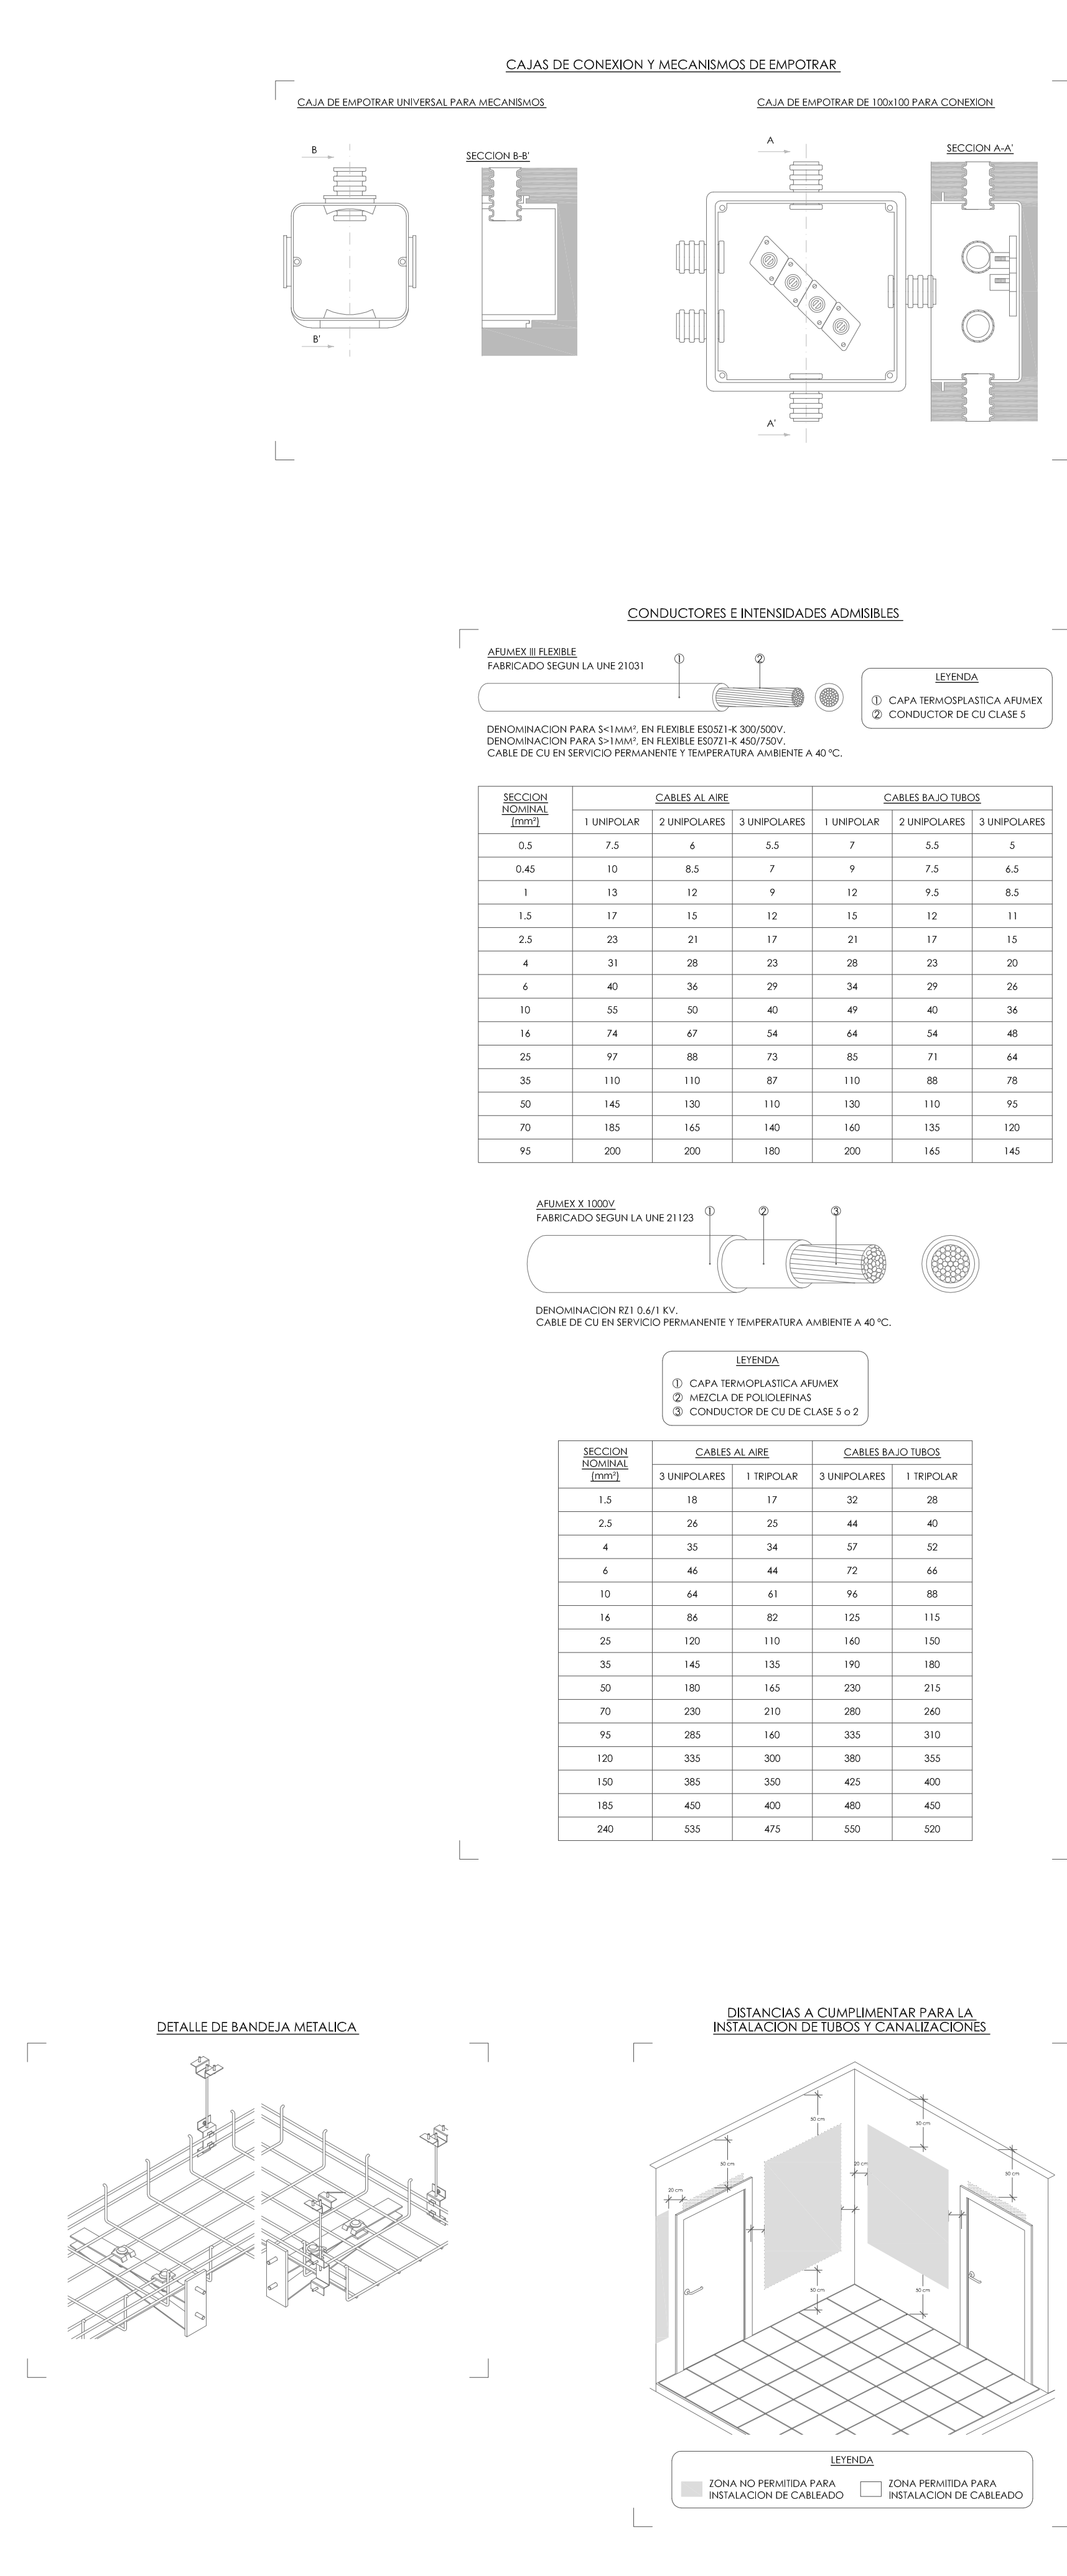 CAJAS DE CONEXION Y MECANISMOS DE EMPOTRAR
CAJA DE EMPOTRAR UNIVERSAL PARA MECANISMOS
CAJA DE EMPOTRAR DE 100x100 PARA CONEXION
B
SECCION B-B'
B'
A
SECCION A-A'
A'
CONDUCTORES E INTENSIDADES ADMISIBLES
AFUMEX III FLEXIBLE
FABRICADO SEGUN LA UNE 21031
① ②
LEYENDA
① CAPA TERMOSPLASTICA AFUMEX
② CONDUCTOR DE CU CLASE 5
DENOMINACION PARA S<1MM², EN FLEXIBLE ES05Z1-K 300/500V.
DENOMINACION PARA S>1MM², EN FLEXIBLE ES07Z1-K 450/750V.
CABLE DE CU EN SERVICIO PERMANENTE Y TEMPERATURA AMBIENTE A 40 ºC.
SECCION
NOMINAL
(mm²)
CABLES AL AIRE CABLES BAJO TUBOS
1 UNIPOLAR 2 UNIPOLARES 3 UNIPOLARES 1 UNIPOLAR 2 UNIPOLARES 3 UNIPOLARES
0.5 7.5 6 5.5 7 5.5 5
0.45 10 8.5 7 9 7.5 6.5
1 13 12 9 12 9.5 8.5
1.5 17 15 12 15 12 11
2.5 23 21 17 21 17 15
4 31 28 23 28 23 20
6 40 36 29 34 29 26
10 55 50 40 49 40 36
16 74 67 54 64 54 48
25 97 88 73 85 71 64
35 110 110 87 110 88 78
50 145 130 110 130 110 95
70 185 165 140 160 135 120
95 200 200 180 200 165 145
AFUMEX X 1000V
FABRICADO SEGUN LA UNE 21123
① ② ③
DENOMINACION RZ1 0.6/1 KV.
CABLE DE CU EN SERVICIO PERMANENTE Y TEMPERATURA AMBIENTE A 40 ºC.
LEYENDA
① CAPA TERMOPLASTICA AFUMEX
② MEZCLA DE POLIOLEFINAS
③ CONDUCTOR DE CU DE CLASE 5 o 2
SECCION
NOMINAL
(mm²)
CABLES AL AIRE CABLES BAJO TUBOS
3 UNIPOLARES 1 TRIPOLAR 3 UNIPOLARES 1 TRIPOLAR
1.5 18 17 32 28
2.5 26 25 44 40
4 35 34 57 52
6 46 44 72 66
10 64 61 96 88
16 86 82 125 115
25 120 110 160 150
35 145 135 190 180
50 180 165 230 215
70 230 210 280 260
95 285 160 335 310
120 335 300 380 355
150 385 350 425 400
185 450 400 480 450
240 535 475 550 520
DETALLE DE BANDEJA METALICA
DISTANCIAS A CUMPLIMENTAR PARA LA
INSTALACION DE TUBOS Y CANALIZACIONES
50 cm
50 cm
50 cm
20 cm
50 cm
20 cm
50 cm
50 cm
LEYENDA
ZONA NO PERMITIDA PARA
INSTALACION DE CABLEADO
ZONA PERMITIDA PARA
INSTALACION DE CABLEADO